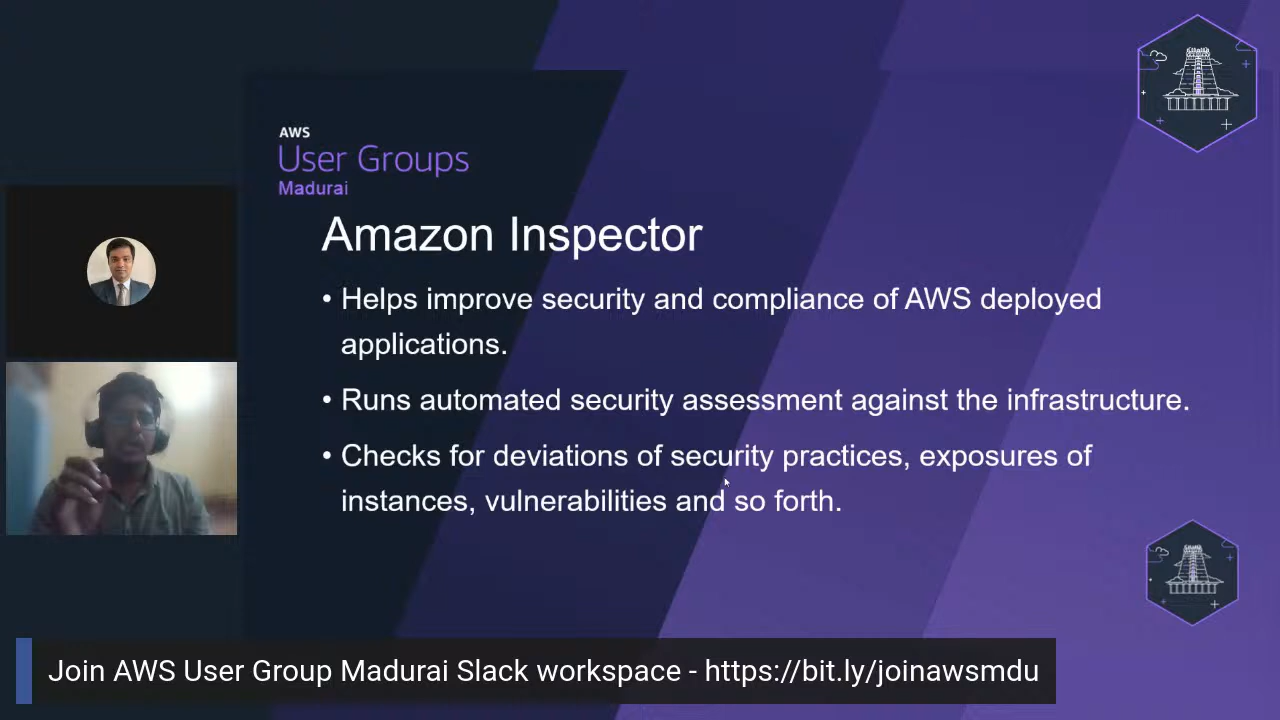 AWS
User Groups
Madurai
Amazon Inspector
• Helps improve security and compliance of AWS deployed
applications.
• Runs automated security assessment against the infrastructure.
• Checks for deviations of security practices, exposures of
instances, vulnerabilities and so forth.
Join AWS User Group Madurai Slack workspace - https://bit.ly/joinawsmdu